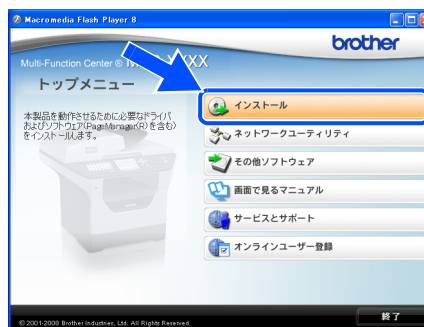 Macromedia Flash Player 8
brother
Multi-Function Center®
XX
トップメニュー
本製品を動作させるために必要なドライバ
およびソフトウェア(PageManager(R)を含む)
をインストールします。
インストール
ネットワークユーティリティ
その他ソフトウェア
画面で見るマニュアル
サービスとサポート
オンラインユーザー登録
終了
© 2001-2008 Brother Industries, Ltd. All Rights Reserved.